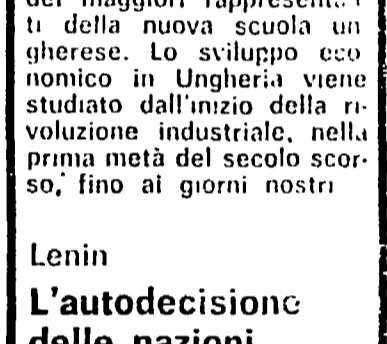 dei maggiori rappresentan
ti della nuova scuola un
gherese. Lo sviluppo eco
nomico in Ungheria viene
studiato dall'inizio della ri-
voluzione industriale, nella
prima metà del secolo scor-
so, fino ai giorni nostri
Lenin
L'autodecisione
delle nazioni